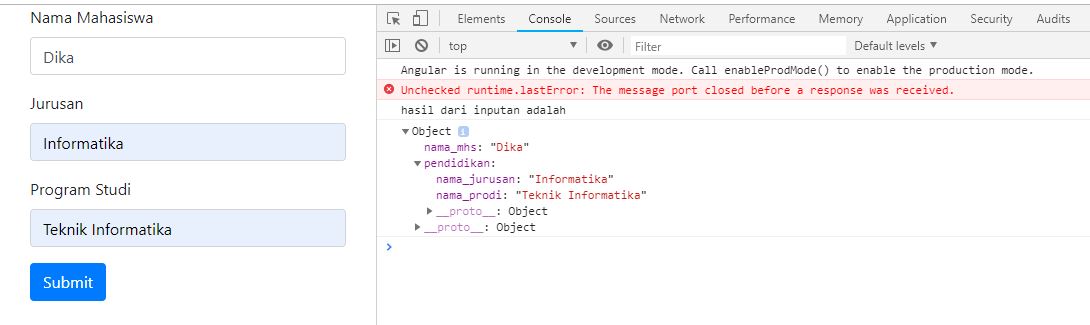 Nama Mahasiswa
Dika
Jurusan
Informatika
Program Studi
Teknik Informatika
Submit
Elements Console Sources Network Performance Memory Application Security Audits
top Filter Default levels
Angular is running in the development mode. Call enableProdMode() to enable the production mode.
Unchecked runtime.lastError: The message port closed before a response was received.
hasil dari inputan adalah
Object i
nama_mhs: "Dika"
pendidikan:
nama_jurusan: "Informatika"
nama_prodi: "Teknik Informatika"
__proto__: Object
__proto__: Object